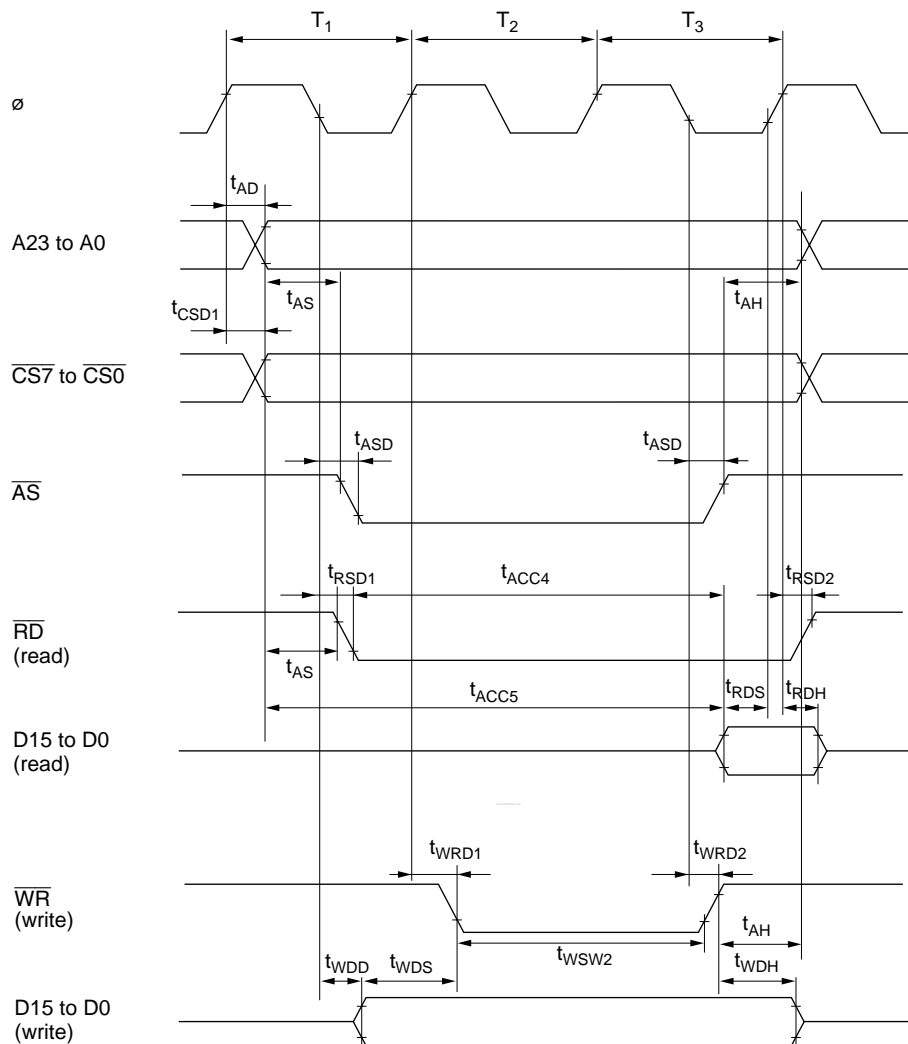 T1 T2 T3
ø
tAD
A23 to A0
tAS tAH
tCSD1
CS7 to CS0
tASD tASD
AS
tRSD1 tACC4 tRSD2
RD
(read)
tAS
tACC5 tRDS tRDH
D15 to D0
(read)
tWRD1 tWRD2
WR
(write)
tAH
tWSW2
tWDD tWDS tWDH
D15 to D0
(write)